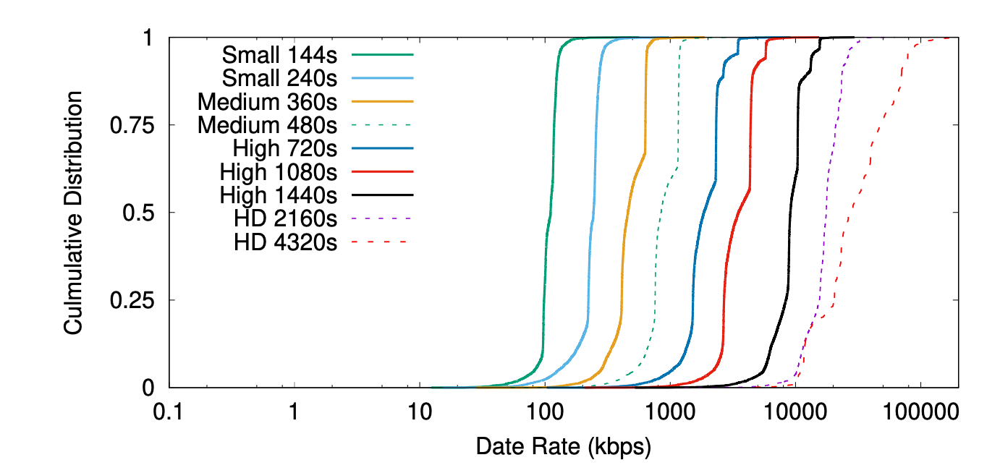 1
Small 144s
Small 240s
Medium 360s
Medium 480s
High 720s
High 1080s
High 1440s
HD 2160s
HD 4320s
0.75
0.5
0.25
0
Culmulative Distribution
0.1 1 10 100 1000 10000 100000
Date Rate (kbps)